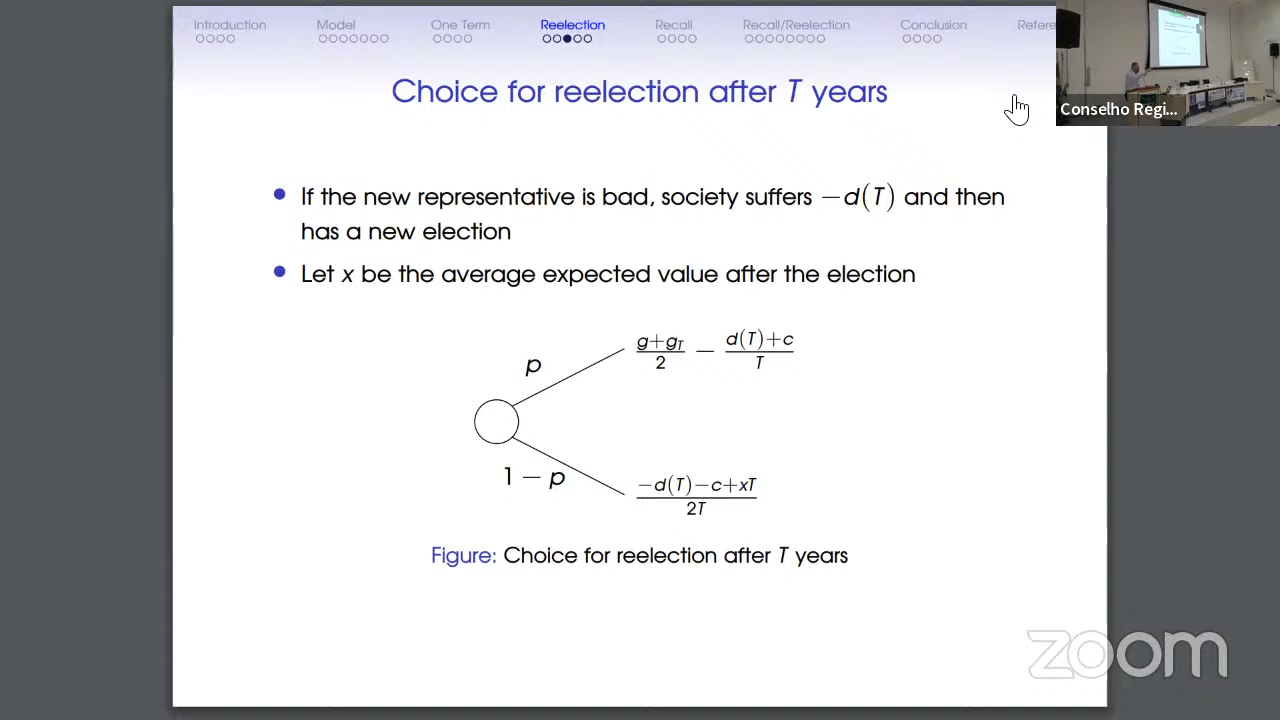 Introduction Model One Term Reelection Recall Recall/Reelection Conclusion Refere
Choice for reelection after T years
Conselho Regi...
If the new representative is bad, society suffers −d(T) and then
has a new election
Let x be the average expected value after the election
p
g+g_T/2 − d(T)+c/T
1 − p
−d(T)−c+xT/2T
Figure: Choice for reelection after T years
zoom